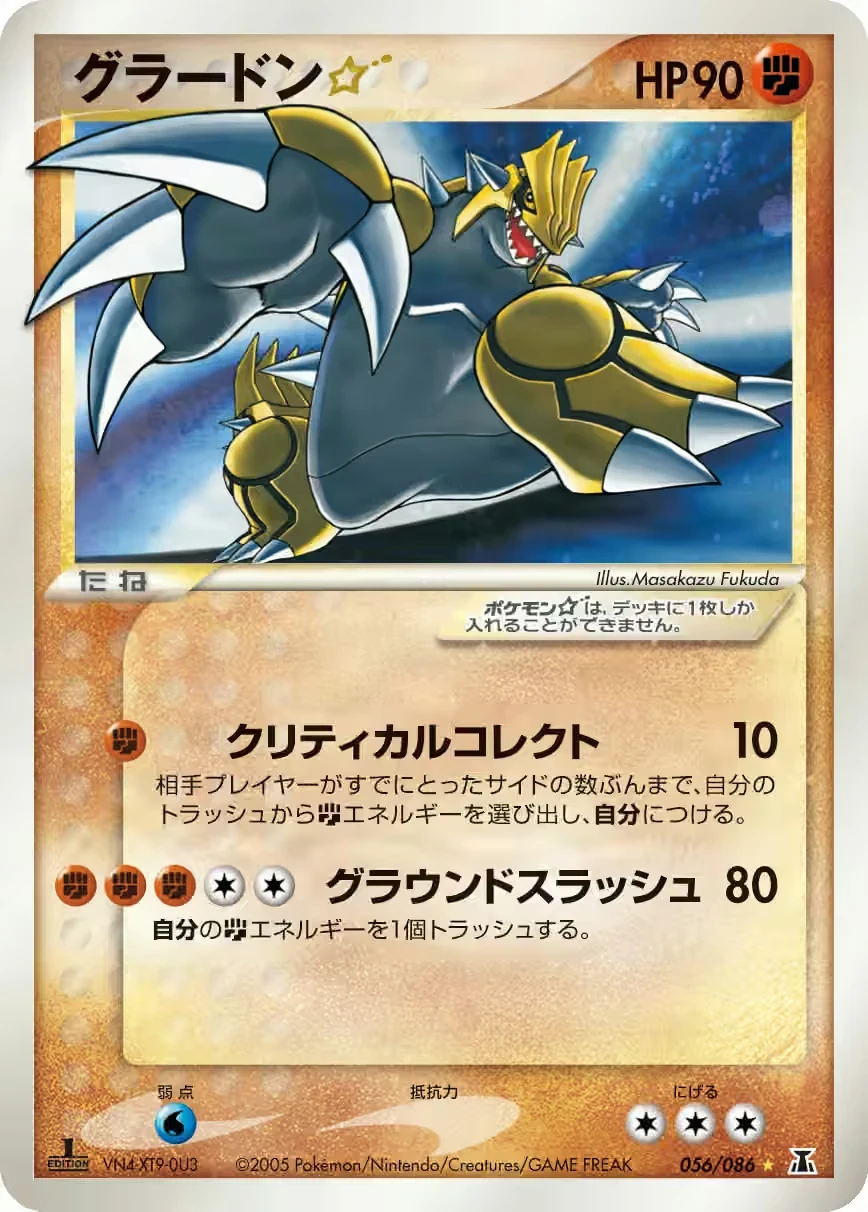 グラードン☆ HP90
たね Illus.Masakazu Fukuda
ポケモン☆は、デッキに1枚しか
入れることができません。
クリティカルコレクト 10
相手プレイヤーがすでにとったサイドの数ぶんまで、自分の
トラッシュからエネルギーを選び出し、自分につける。
グラウンドスラッシュ 80
自分のエネルギーを1個トラッシュする。
弱点 抵抗力 にげる
1 EDITION VN4-XT9-0U3 ©2005 Pokémon/Nintendo/Creatures/GAME FREAK 056/086 ★